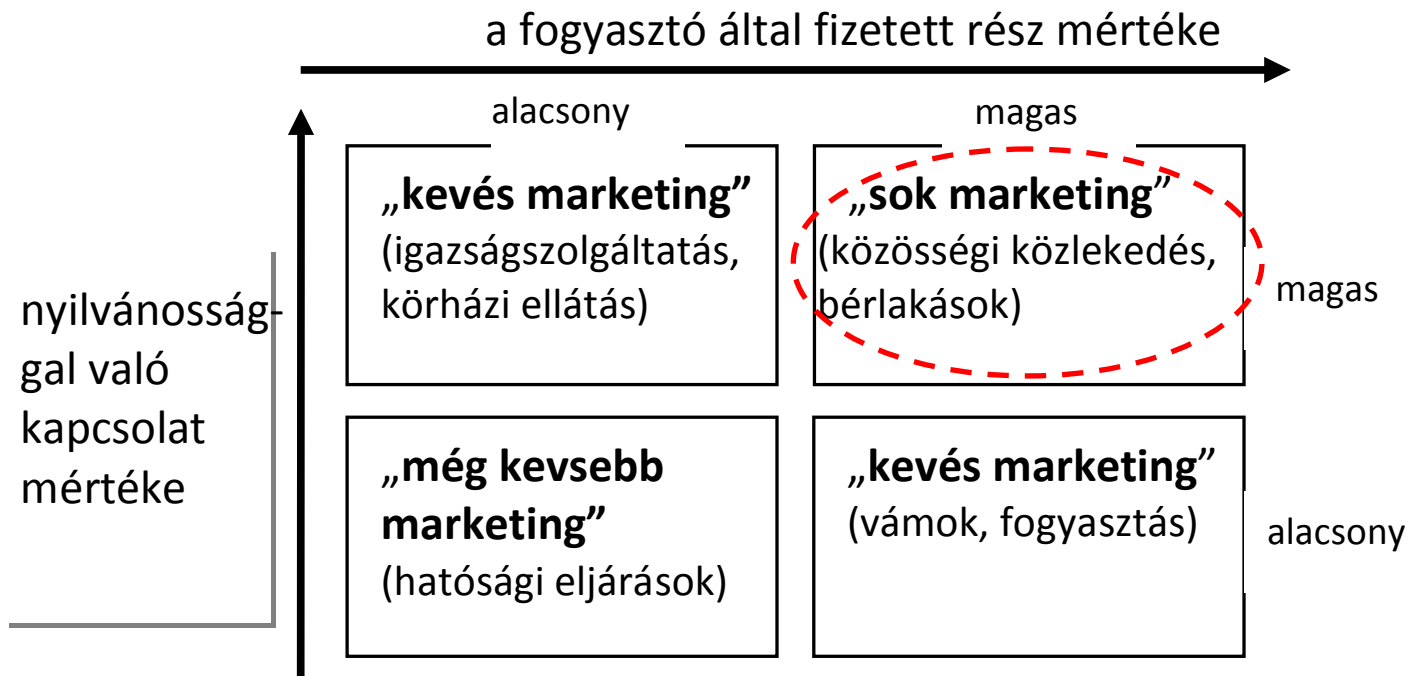 a fogyasztó által fizetett rész mértéke
alacsony
magas
„kevés marketing”
(igazságszolgáltatás,
körházi ellátás)
„sok marketing”
(közösségi közlekedés,
bérlakások)
magas
nyilvánosság-
gal való
kapcsolat
mértéke
„még kevsebb
marketing”
(hatósági eljárások)
„kevés marketing”
(vámok, fogyasztás)
alacsony